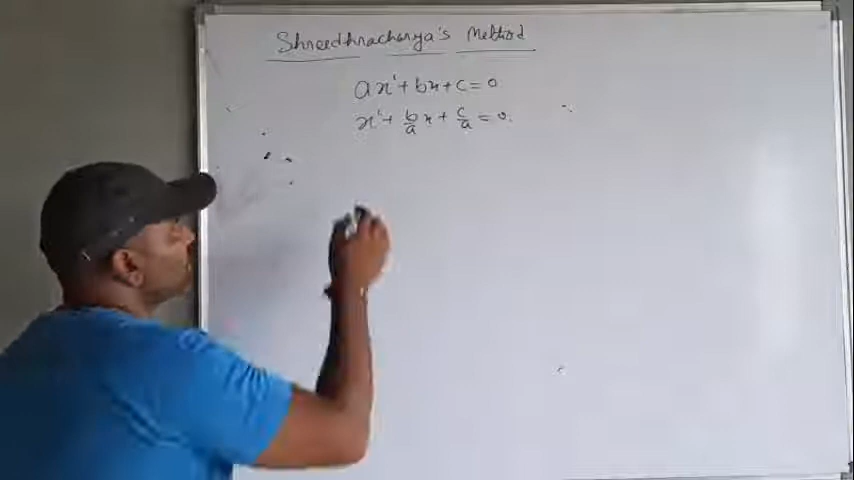 Shreedhracharya's Method
ax²+bx+c=0
x²+b/a x+c/a=0.